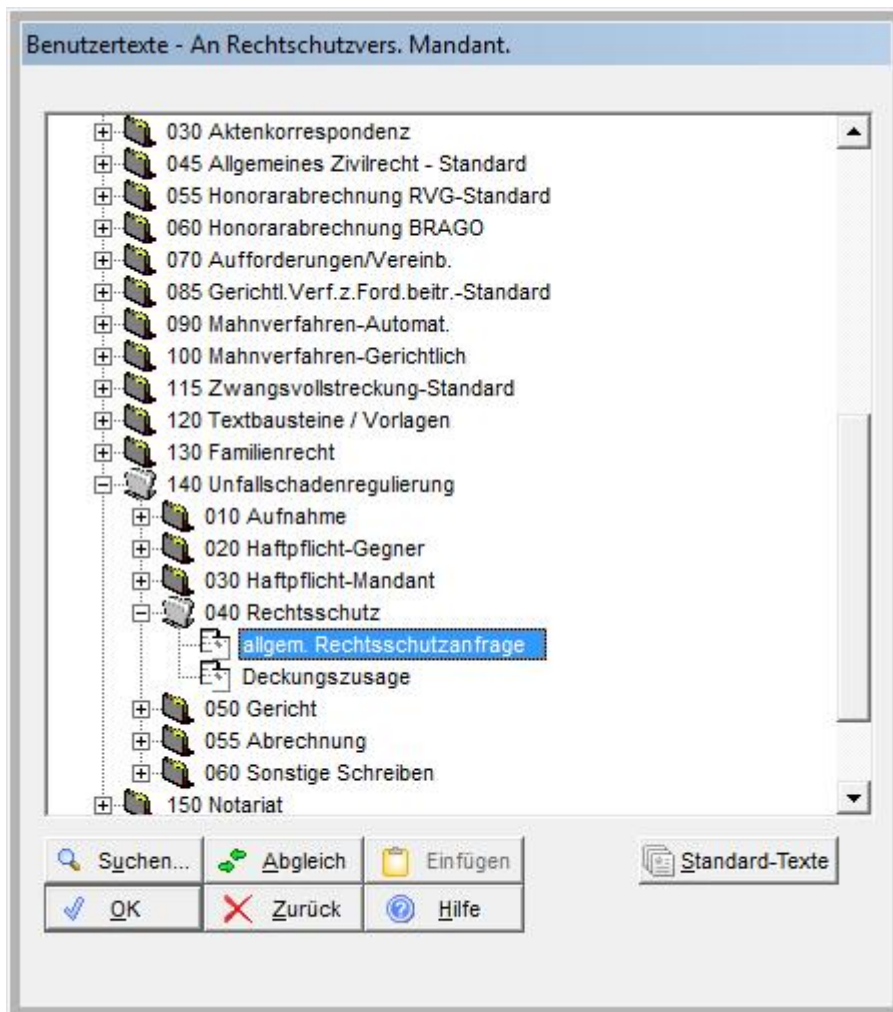 Benutzertexte - An Rechtschutzvers. Mandant.
030 Aktenkorrespondenz
045 Allgemeines Zivilrecht - Standard
055 Honorarabrechnung RVG-Standard
060 Honorarabrechnung BRAGO
070 Aufforderungen/Vereinb.
085 Gerichtl.Verf.z.Ford.beitr.-Standard
090 Mahnverfahren-Automat.
100 Mahnverfahren-Gerichtlich
115 Zwangsvollstreckung-Standard
120 Textbausteine / Vorlagen
130 Familienrecht
140 Unfallschadenregulierung
010 Aufnahme
020 Haftpflicht-Gegner
030 Haftpflicht-Mandant
040 Rechtsschutz
allgem. Rechtsschutzanfrage
Deckungszusage
050 Gericht
055 Abrechnung
060 Sonstige Schreiben
150 Notariat
Suchen... Abgleich Einfügen Standard-Texte
OK Zurück Hilfe